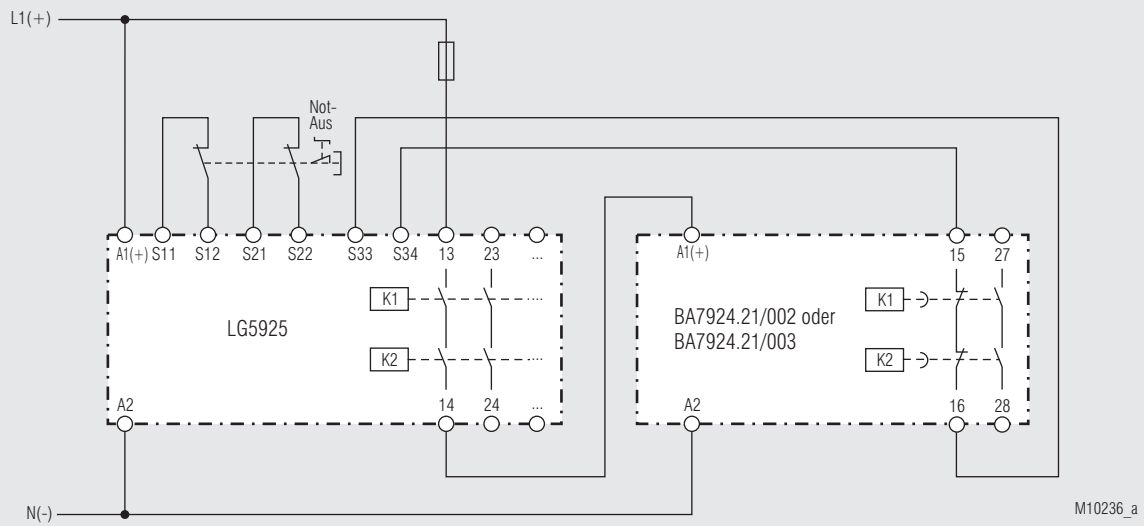 L1(+)
Not-
Aus
A1(+) S11 S12 S21 S22 S33 S34 13 23 ...
A1(+) 15 27
K1 ....
K1
LG5925
BA7924.21/002 oder
BA7924.21/003
K2 ....
K2
A2 14 24 ...
A2 16 28
N(-)
M10236_a